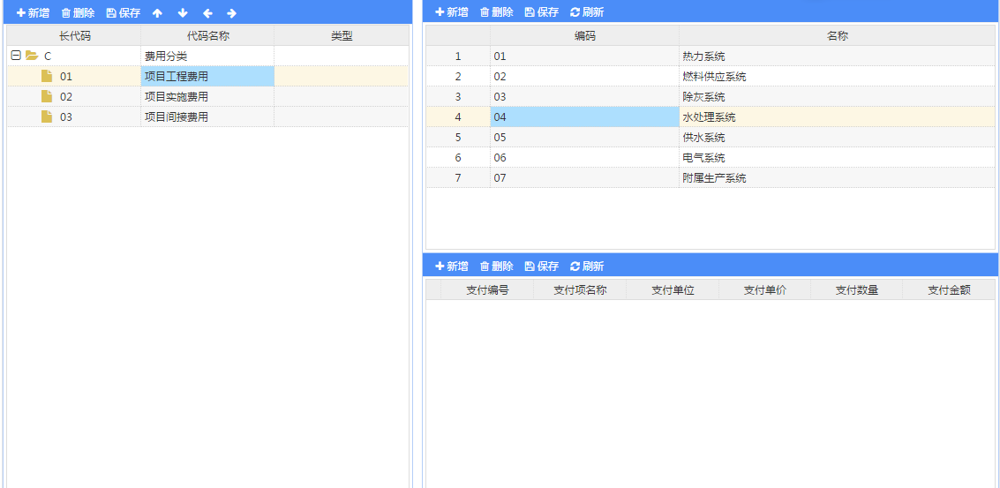 新增 删除 保存
长代码 代码名称 类型
C 费用分类
01 项目工程费用
02 项目实施费用
03 项目间接费用
新增 删除 保存 刷新
编码 名称
1 01 热力系统
2 02 燃料供应系统
3 03 除灰系统
4 04 水处理系统
5 05 供水系统
6 06 电气系统
7 07 附属生产系统
新增 删除 保存 刷新
支付编号 支付项名称 支付单位 支付单价 支付数量 支付金额